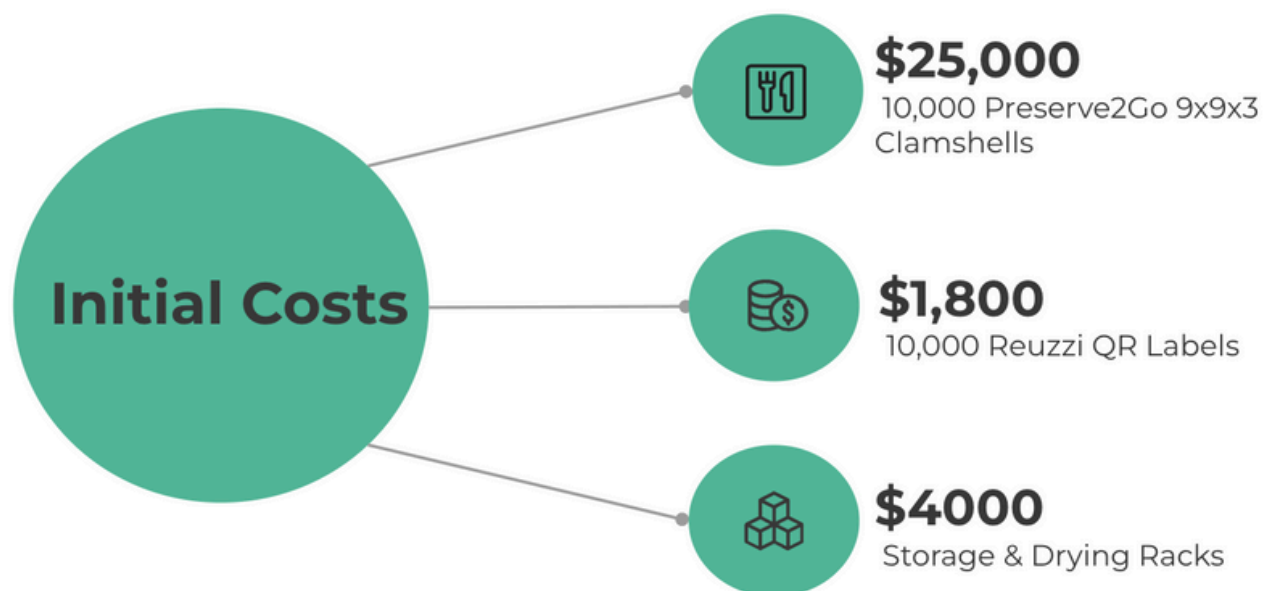 Initial Costs
$25,000
10,000 Preserve2Go 9x9x3
Clamshells
$1,800
10,000 Reuzzi QR Labels
$4000
Storage & Drying Racks